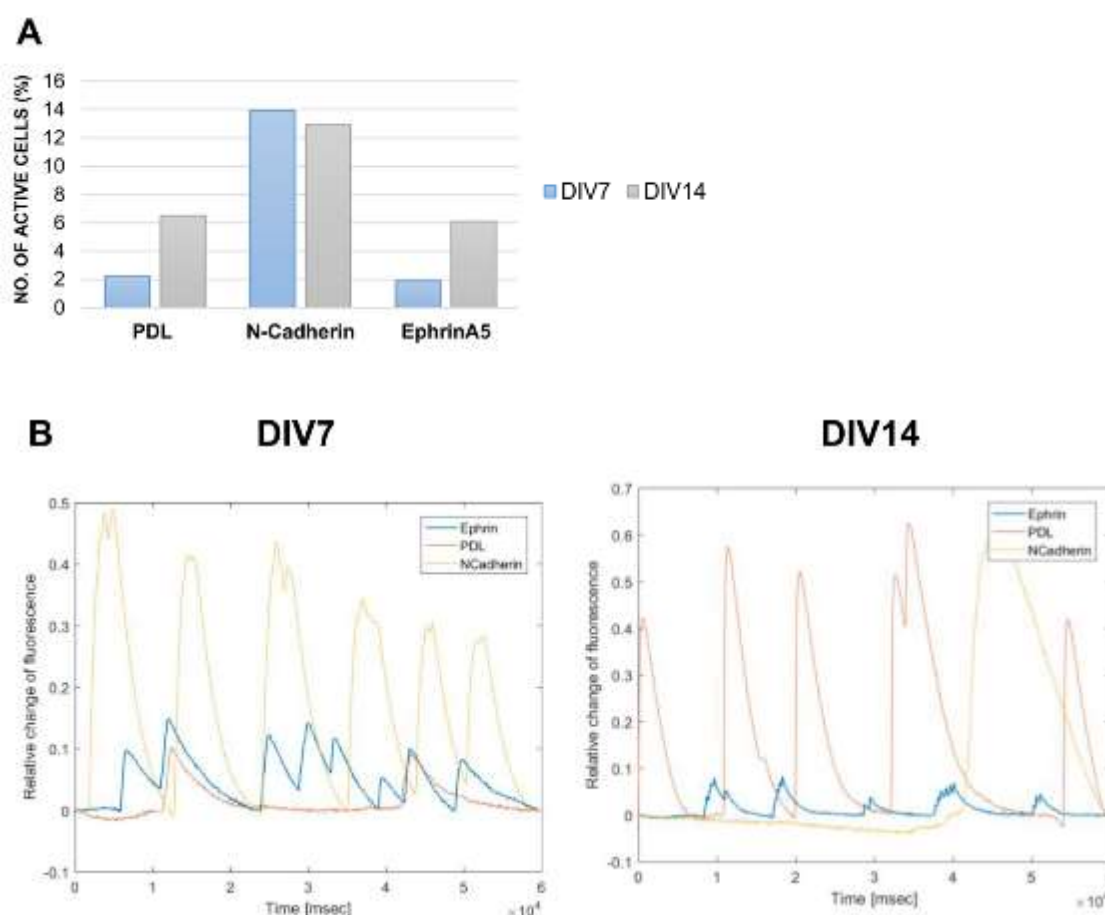 A
NO. OF ACTIVE CELLS (%)
16
14
12
10
8
6
4
2
0
PDL
N-Cadherin
EphrinA5
DIV7
DIV14
B
DIV7
Relative change of fluorescence
0.5
0.4
0.3
0.2
0.1
0
-0.1
Ephrin
PDL
NCadherin
0 1 2 3 4 5 6
Time [msec]
×10⁴
DIV14
Relative change of fluorescence
0.7
0.6
0.5
0.4
0.3
0.2
0.1
0
-0.1
Ephrin
PDL
NCadherin
0 1 2 3 4 5
Time [msec]